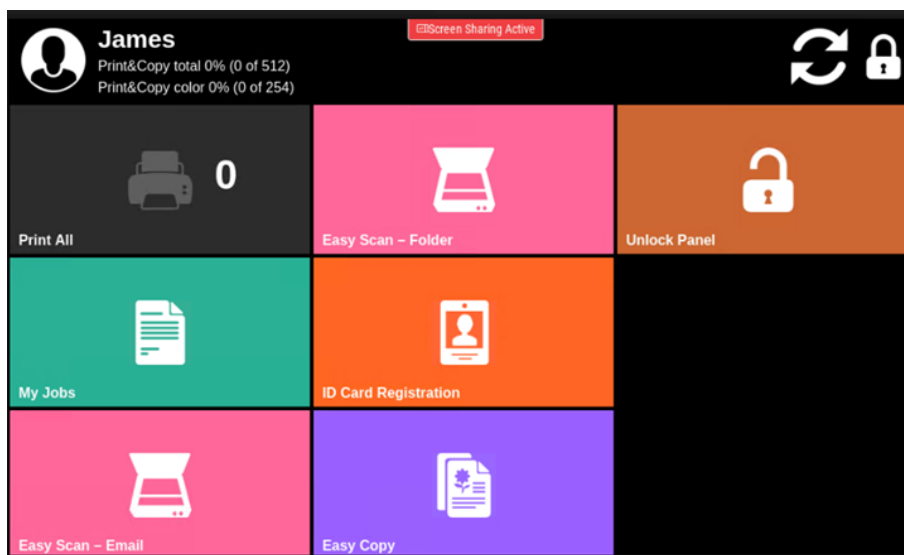 James
Print&Copy total 0% (0 of 512)
Print&Copy color 0% (0 of 254)
Screen Sharing Active
0
Print All
Easy Scan – Folder
Unlock Panel
My Jobs
ID Card Registration
Easy Scan – Email
Easy Copy